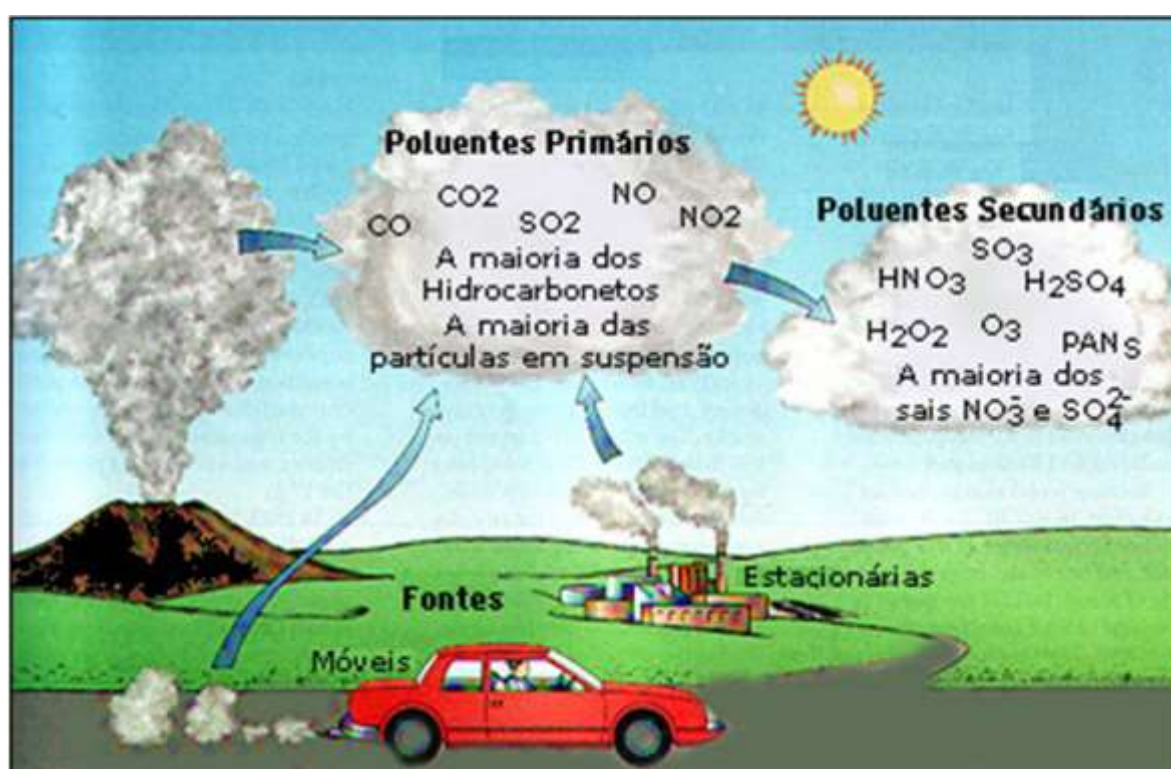 Poluentes Primários
CO CO2 SO2 NO NO2
A maioria dos
Hidrocarbonetos
A maioria das
partículas em suspensão
Poluentes Secundários
SO₃
HNO₃ H₂SO₄
H₂O₂ O₃ PANs
A maioria dos
sais NO₃⁻ e SO₄²⁻
Estacionárias
Fontes
Móveis